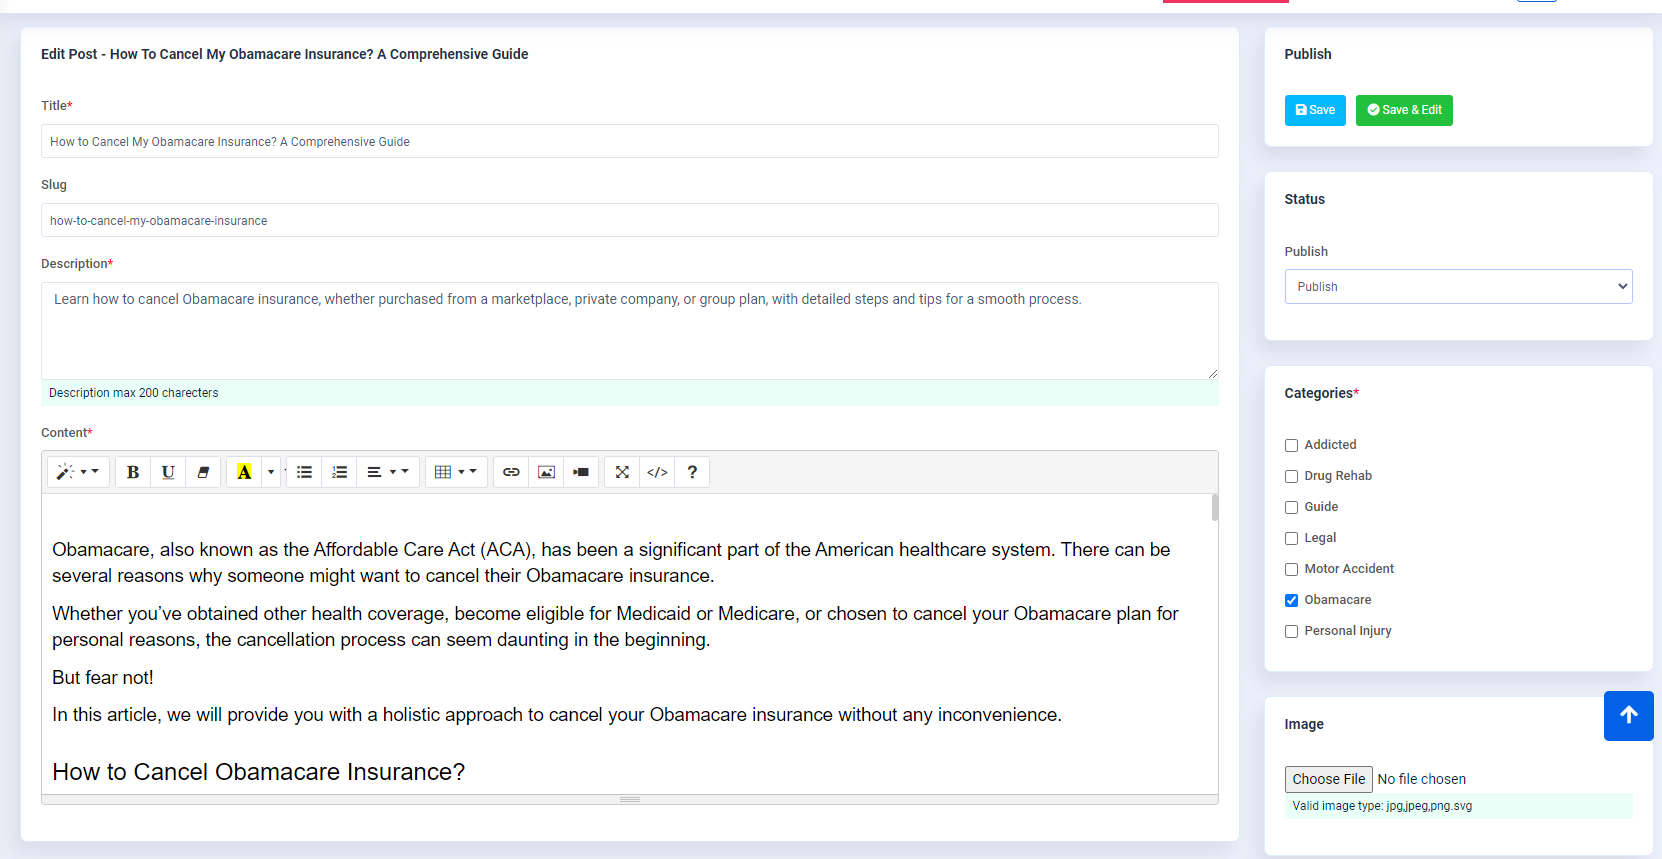 Edit Post - How To Cancel My Obamacare Insurance? A Comprehensive Guide
Title*
How to Cancel My Obamacare Insurance? A Comprehensive Guide
Slug
how-to-cancel-my-obamacare-insurance
Description*
Learn how to cancel Obamacare insurance, whether purchased from a marketplace, private company, or group plan, with detailed steps and tips for a smooth process.
Description max 200 charecters
Content*
B U A </> ?
Obamacare, also known as the Affordable Care Act (ACA), has been a significant part of the American healthcare system. There can be
several reasons why someone might want to cancel their Obamacare insurance.
Whether you’ve obtained other health coverage, become eligible for Medicaid or Medicare, or chosen to cancel your Obamacare plan for
personal reasons, the cancellation process can seem daunting in the beginning.
But fear not!
In this article, we will provide you with a holistic approach to cancel your Obamacare insurance without any inconvenience.
How to Cancel Obamacare Insurance?
Publish
Save Save & Edit
Status
Publish
Publish
Categories*
Addicted
Drug Rehab
Guide
Legal
Motor Accident
Obamacare
Personal Injury
Image
Choose File No file chosen
Valid image type: jpg,jpeg,png.svg